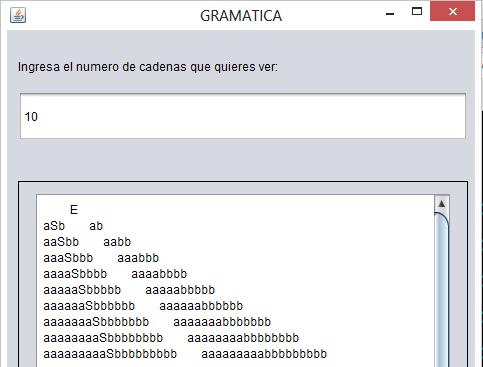 GRAMATICA
Ingresa el numero de cadenas que quieres ver:
10
E
aSb ab
aaSbb aabb
aaaSbbb aaabbb
aaaaSbbbb aaaabbbb
aaaaaSbbbbb aaaaabbbbb
aaaaaaSbbbbbb aaaaaabbbbbb
aaaaaaaSbbbbbbb aaaaaaabbbbbbb
aaaaaaaaSbbbbbbbb aaaaaaaabbbbbbbb
aaaaaaaaaSbbbbbbbbb aaaaaaaaabbbbbbbbb